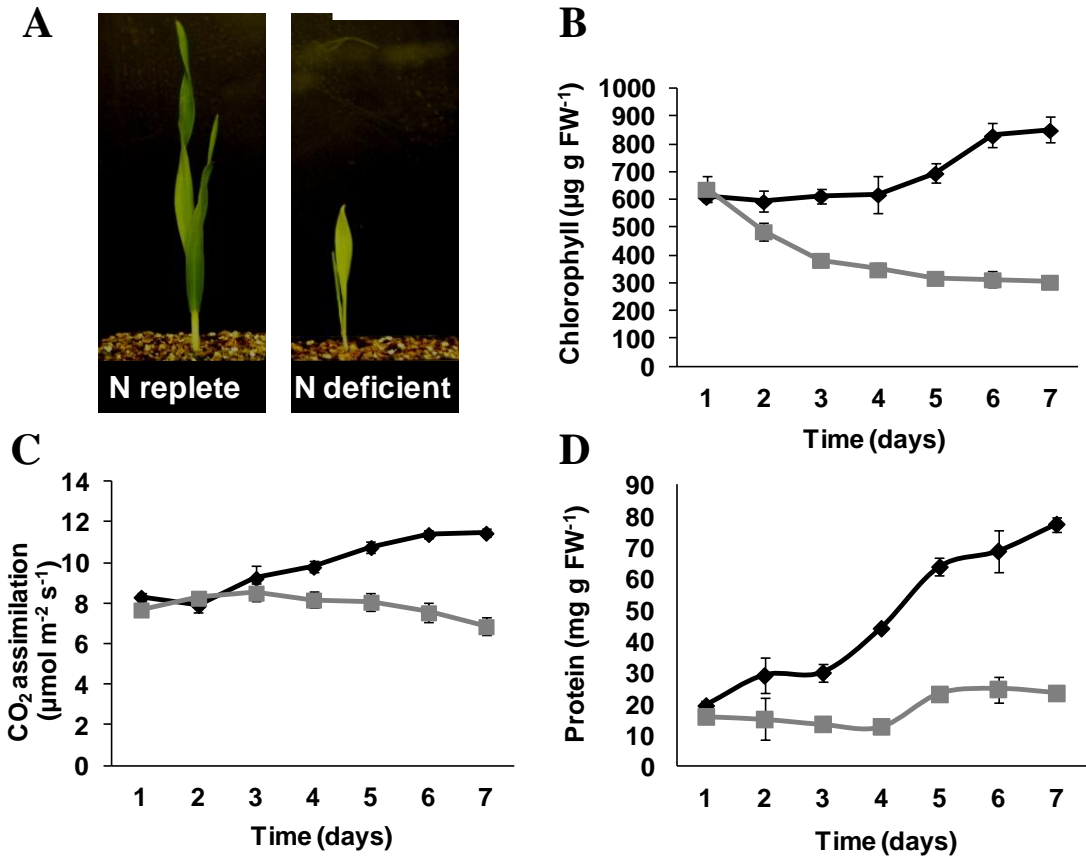 A
N replete
N deficient
B
Chlorophyll (µg g FW⁻¹)
1000
900
800
700
600
500
400
300
200
100
0
1 2 3 4 5 6 7
Time (days)
C
CO₂ assimilation
(µmol m⁻² s⁻¹)
14
12
10
8
6
4
2
0
1 2 3 4 5 6 7
Time (days)
D
Protein (mg g FW⁻¹)
90
80
70
60
50
40
30
20
10
0
1 2 3 4 5 6 7
Time (days)